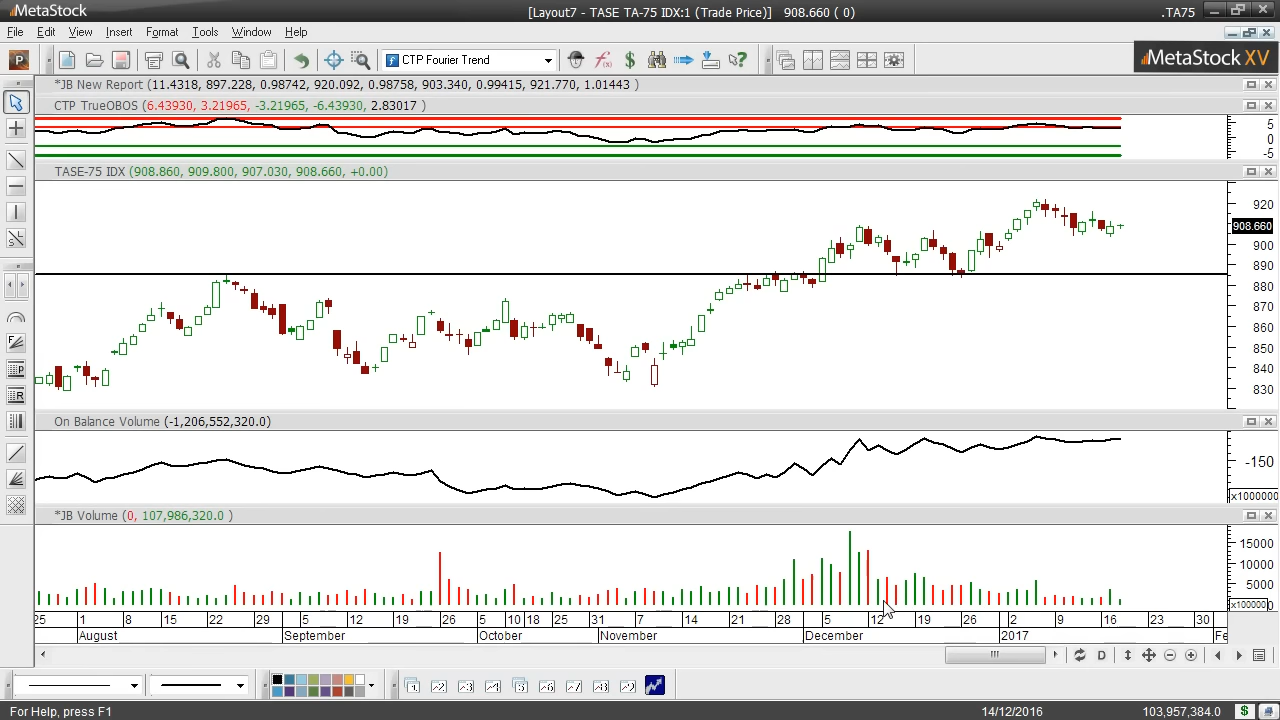 MetaStock
[Layout7 - TASE TA-75 IDX:1 (Trade Price)] 908.660 ( 0)
.TA75
File Edit View Insert Format Tools Window Help
CTP Fourier Trend
MetaStock XV
*JB New Report (11.4318, 897.228, 0.98742, 920.092, 0.98758, 903.340, 0.99415, 921.770, 1.01443 )
CTP TrueOBOS (6.43930, 3.21965, -3.21965, -6.43930, 2.83017 )
5
0
-5
TASE-75 IDX (908.860, 909.800, 907.030, 908.660, +0.00)
920
908.660
900
890
880
870
860
850
840
830
On Balance Volume (-1,206,552,320.0)
-150
x1000000
*JB Volume (0, 107,986,320.0 )
15000
10000
5000
x100000
25 1 8 15 22 29 5 12 19 26 5 10 18 25 31 7 14 21 28 5 12 19 26 2 9 16 23 30
August September October November December 2017 Fe
D
For Help, press F1
14/12/2016
103,957,384.0